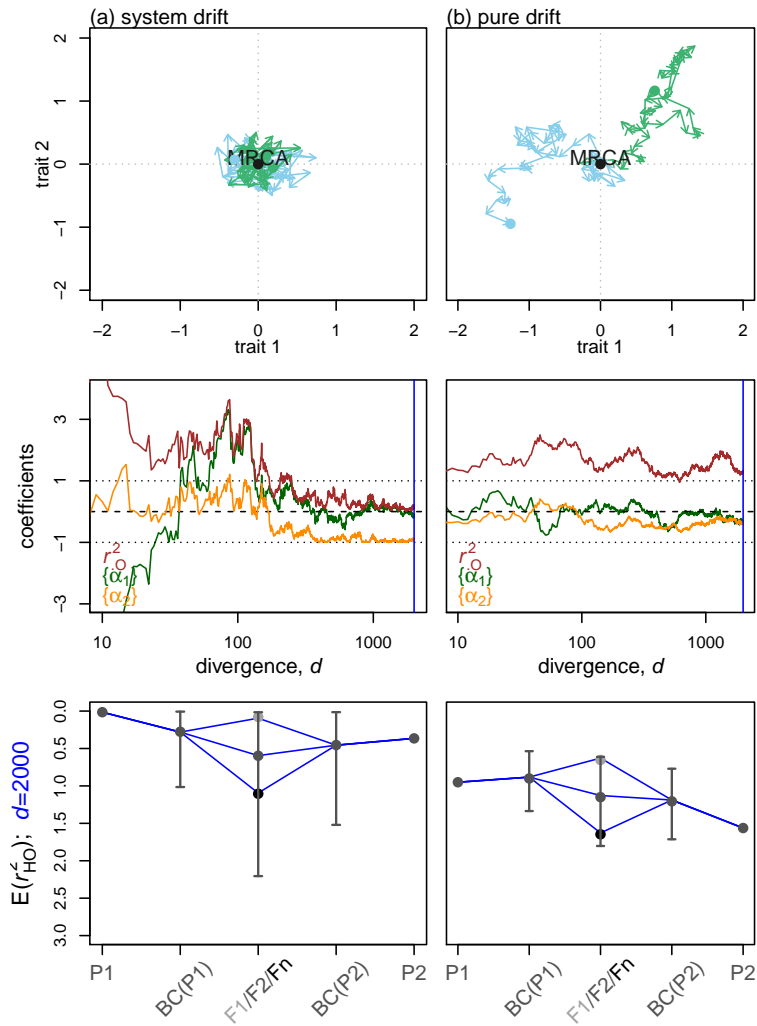 (a) system drift
(b) pure drift
trait 2
2
1
0
−1
−2
MRCA
MRCA
−2 −1 0 1 2
−2 −1 0 1 2
trait 1
trait 1
coefficients
3
1
−1
−3
r²O
{α̇1}
{α2}
r²O
{α̇1}
{α2}
10 100 1000
10 100 1000
divergence, d
divergence, d
E(r²HO); d=2000
0.0
0.5
1.0
1.5
2.0
2.5
3.0
P1 BC(P1) F1/F2/Fn BC(P2) P2
P1 BC(P1) F1/F2/Fn BC(P2) P2